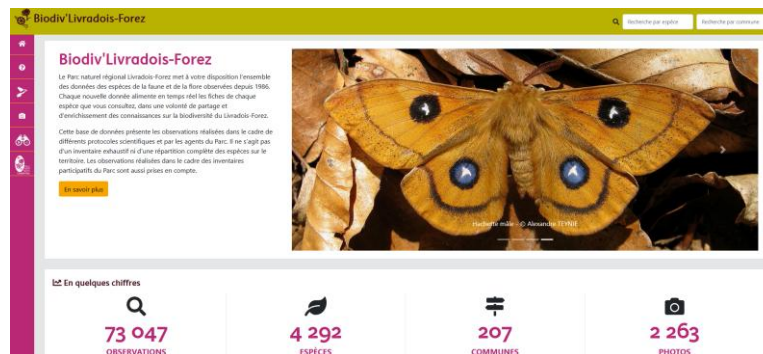 Biodiv'Livradois-Forez
Recherche par espèce
Recherche par commune
Biodiv'Livradois-Forez
Le Parc naturel régional Livradois-Forez met à votre disposition l'ensemble
des données des espèces de la faune et de la flore observées depuis 1986.
Chaque nouvelle donnée alimente en temps réel les fiches de chaque
espèce que vous consultez, dans une volonté de partage et
d'enrichissement des connaissances sur la biodiversité du Livradois-Forez.
Cette base de données présente les observations réalisées dans le cadre de
différents protocoles scientifiques et par les agents du Parc. Il ne s'agit pas
d'un inventaire exhaustif ni d'une répartition complète des espèces sur le
territoire. Les observations réalisées dans le cadre des inventaires
participatifs du Parc sont aussi prises en compte.
En savoir plus
Hachette mâle - © Alexandre TEYNIE
En quelques chiffres
73 047
OBSERVATIONS
4 292
ESPÈCES
207
COMMUNES
2 263
PHOTOS